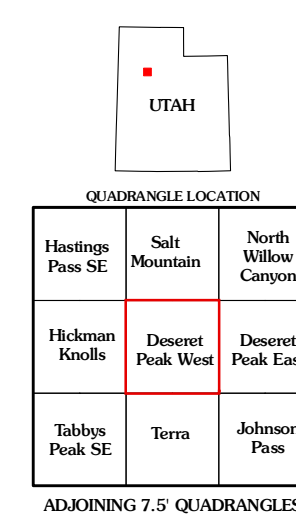 UTAH
QUADRANGLE LOCATION
Hastings
Pass SE
Salt
Mountain
North
Willow
Canyon
Hickman
Knolls
Deseret
Peak West
Deseret
Peak Eas
Tabbys
Peak SE
Terra
Johnson
Pass
ADJOINING 7.5' QUADRANGLES